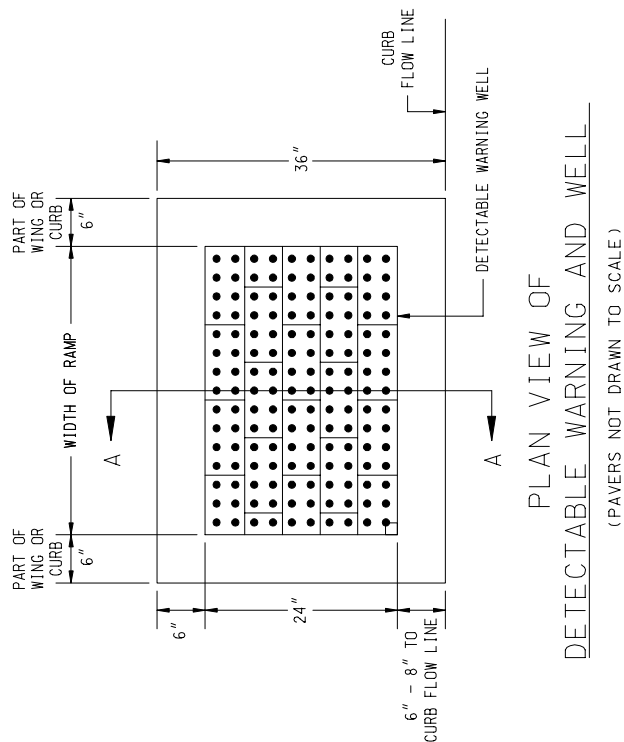 PART OF
WING OR
CURB
6"
WIDTH OF RAMP
PART OF
WING OR
CURB
6"
A
A
6"
24"
6" - 8" TO
CURB FLOW LINE
36"
CURB
FLOW LINE
DETECTABLE WARNING WELL
PLAN VIEW OF
DETECTABLE WARNING AND WELL
(PAVERS NOT DRAWN TO SCALE)